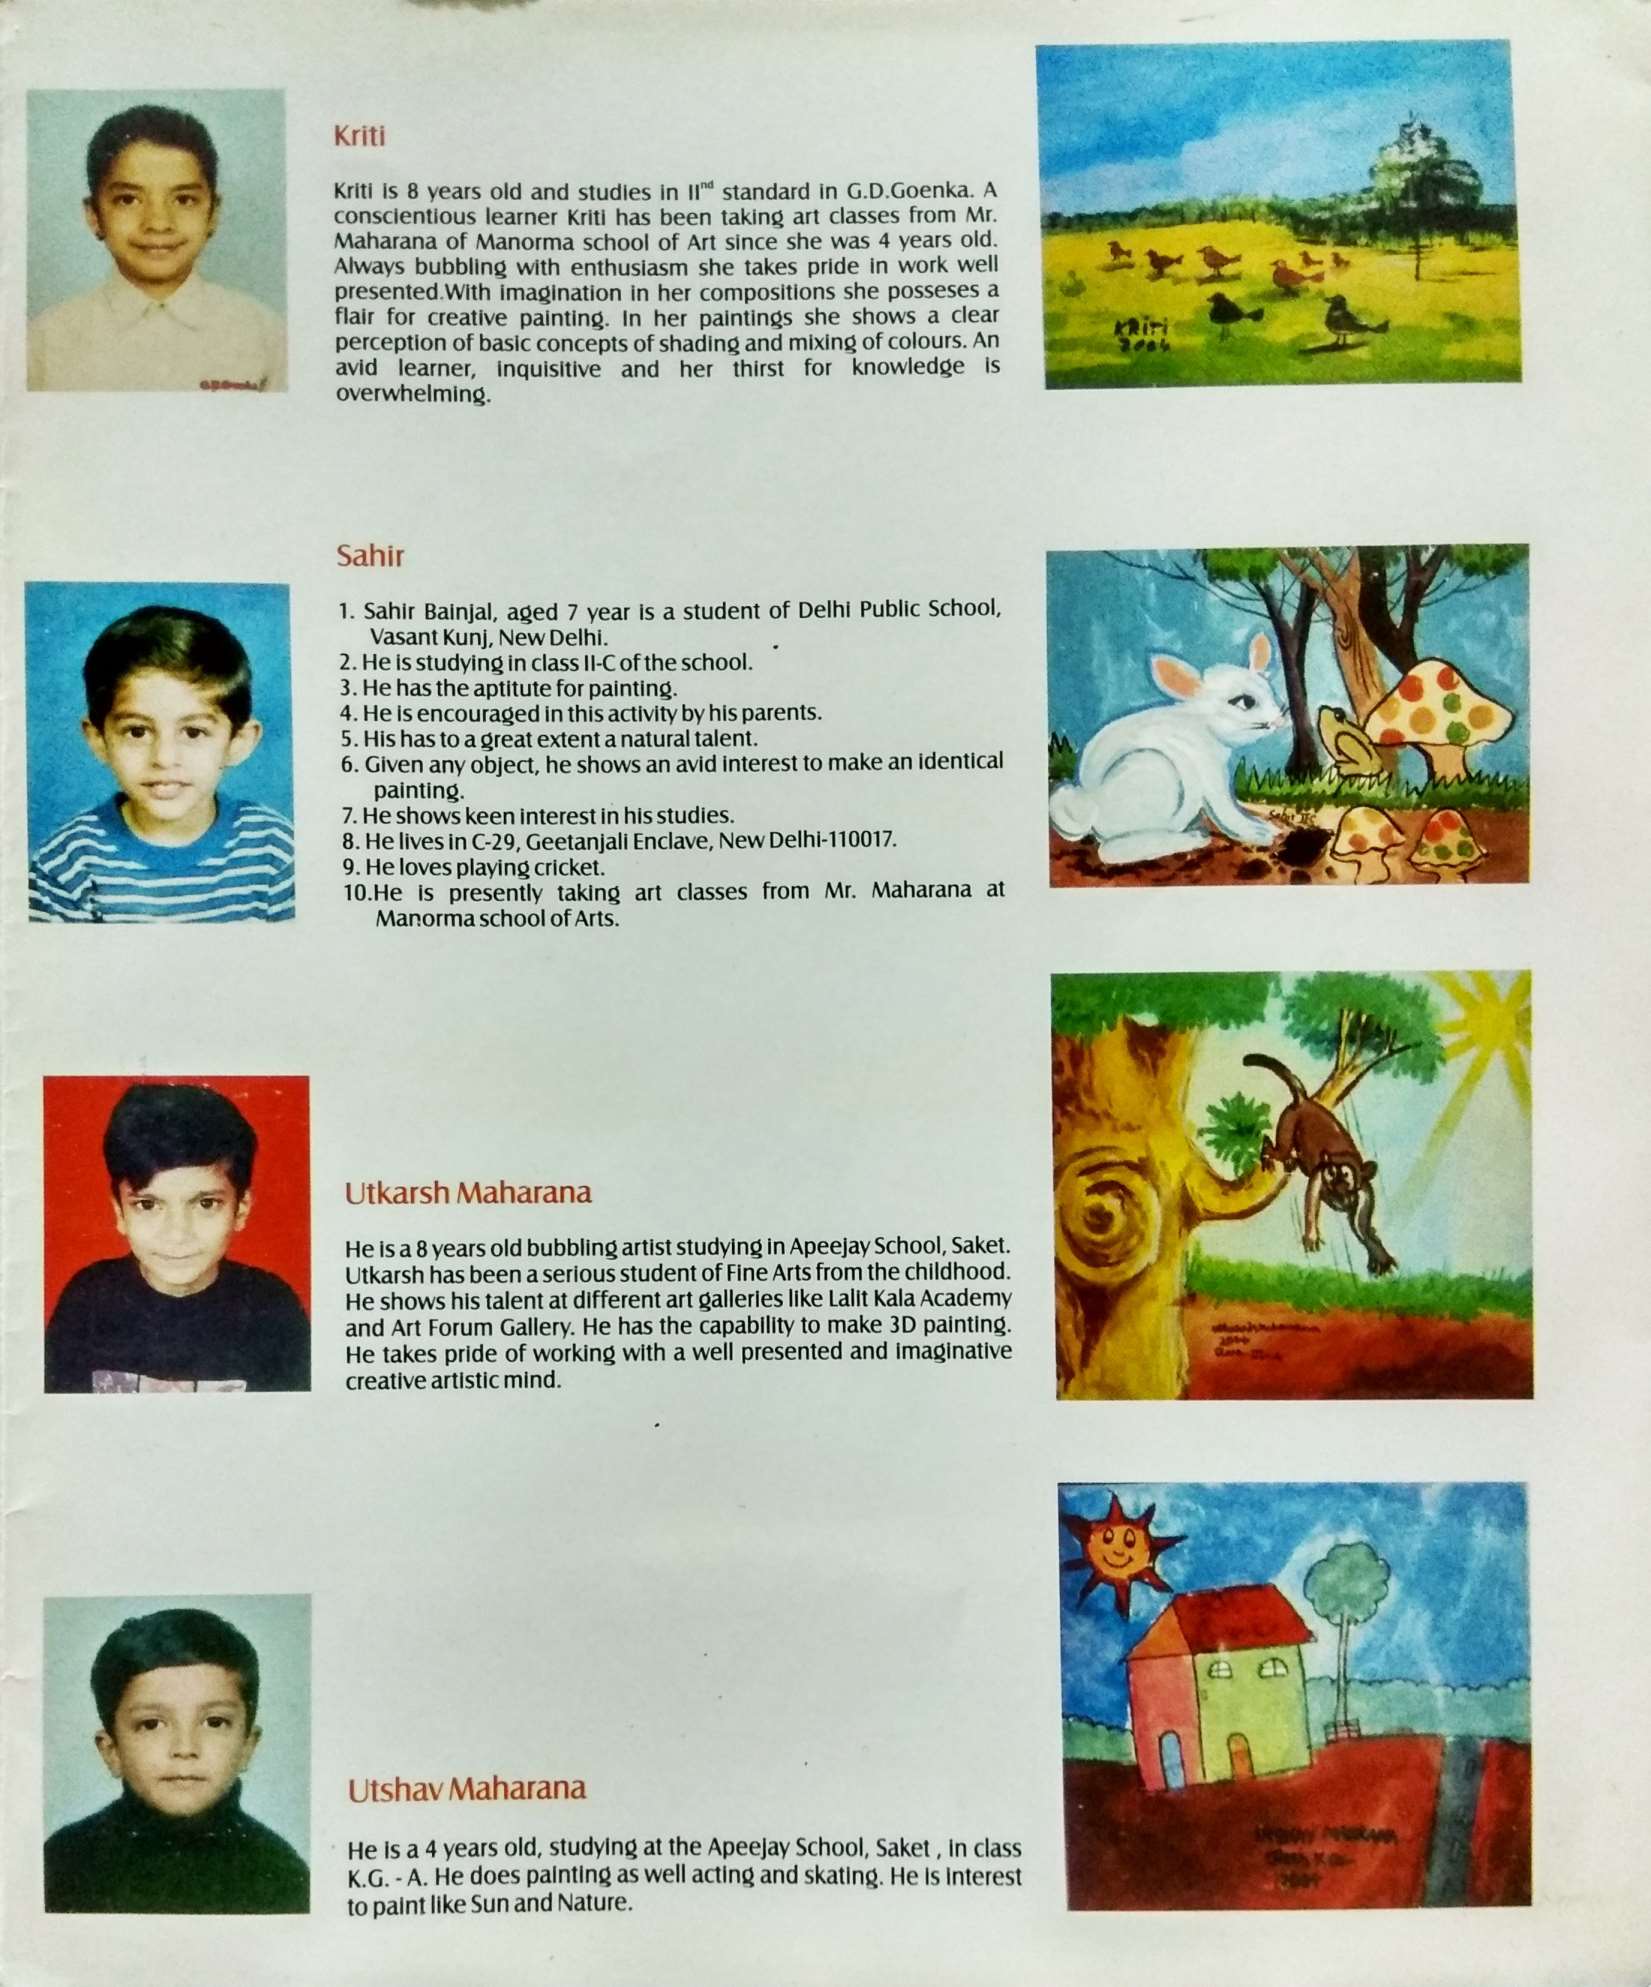 Kriti
Kriti is 8 years old and studies in IInd standard in G.D.Goenka. A
conscientious learner Kriti has been taking art classes from Mr.
Maharana of Manorma school of Art since she was 4 years old.
Always bubbling with enthusiasm she takes pride in work well
presented.With imagination in her compositions she posseses a
flair for creative painting. In her paintings she shows a clear
perception of basic concepts of shading and mixing of colours. An
avid learner, inquisitive and her thirst for knowledge is
overwhelming.
KRiti
2004
Sahir
1. Sahir Bainjal, aged 7 year is a student of Delhi Public School,
Vasant Kunj, New Delhi.
2. He is studying in class II-C of the school.
3. He has the aptitute for painting.
4. He is encouraged in this activity by his parents.
5. His has to a great extent a natural talent.
6. Given any object, he shows an avid interest to make an identical
painting.
7. He shows keen interest in his studies.
8. He lives in C-29, Geetanjali Enclave, New Delhi-110017.
9. He loves playing cricket.
10.He is presently taking art classes from Mr. Maharana at
Manorma school of Arts.
Sahir IIC
Utkarsh Maharana
He is a 8 years old bubbling artist studying in Apeejay School, Saket.
Utkarsh has been a serious student of Fine Arts from the childhood.
He shows his talent at different art galleries like Lalit Kala Academy
and Art Forum Gallery. He has the capability to make 3D painting.
He takes pride of working with a well presented and imaginative
creative artistic mind.
Utkarsh Maharana
2004
Utshav Maharana
He is a 4 years old, studying at the Apeejay School, Saket , in class
K.G. - A. He does painting as well acting and skating. He is interest
to paint like Sun and Nature.